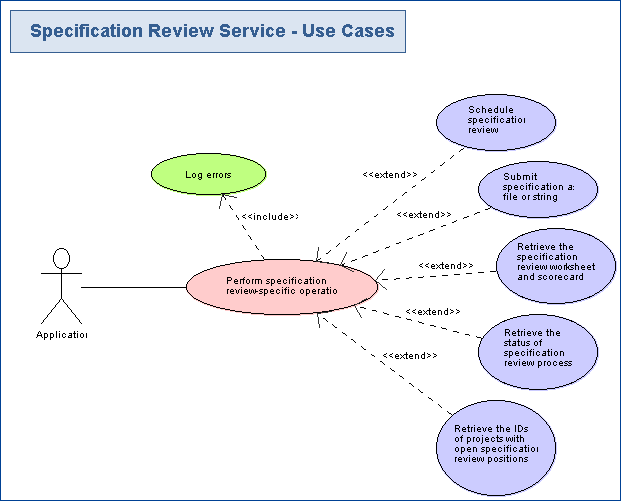 Specification Review Service - Use Cases
Schedule
specification
review
<<extend>>
Log errors
Submit
specification a
file or string
<<include>>
<<extend>>
Retrieve the
specification
review worksheet
and scorecard
<<extend>>
Perform specification
review-specific operatio
Application
<<extend>>
Retrieve the
status of
specification
review process
<<extend>>
Retrieve the IDs
of projects with
open specification
review positions